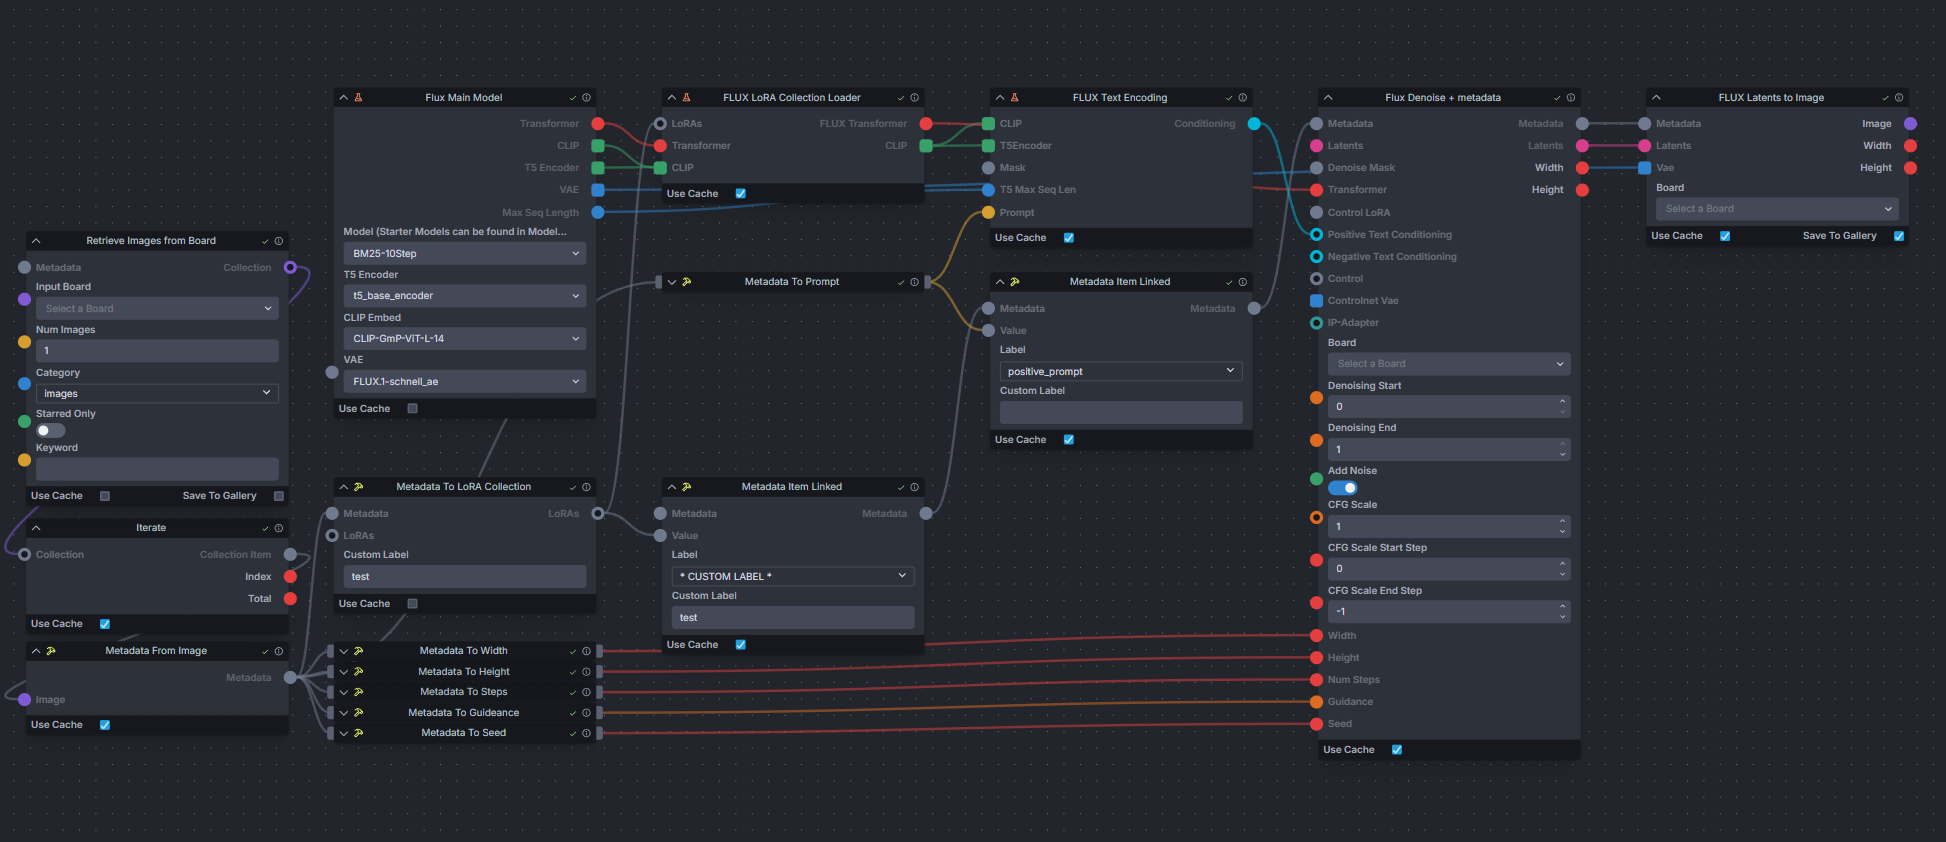 Retrieve Images from Board
Metadata
Collection
Input Board
Select a Board
Num Images
1
Category
Images
Starred Only
Keyword
Use Cache
Save To Gallery
Iterate
Collection
Collection Item
Index
Total
Use Cache
Metadata From Image
Metadata
Image
Use Cache
Flux Main Model
Transformer
CLIP
T5 Encoder
VAE
Max Seq Length
Model (Starter Models can be found in Model...
BM25-10Step
T5 Encoder
t5_base_encoder
CLIP Embed
CLIP-GmP-ViT-L-14
VAE
FLUX.1-schnell_ae
Use Cache
Metadata To LoRA Collection
Metadata
LoRAs
LoRAs
Custom Label
test
Use Cache
Metadata To Width
Metadata To Height
Metadata To Steps
Metadata To Guideance
Metadata To Seed
FLUX LoRA Collection Loader
LoRAs
FLUX Transformer
Transformer
CLIP
CLIP
Use Cache
Metadata To Prompt
Metadata Item Linked
Metadata
Metadata
Value
Label
* CUSTOM LABEL *
Custom Label
test
Use Cache
FLUX Text Encoding
CLIP
Conditioning
T5Encoder
Mask
T5 Max Seq Len
Prompt
Use Cache
Metadata Item Linked
Metadata
Metadata
Value
Label
positive_prompt
Custom Label
Use Cache
Flux Denoise + metadata
Metadata
Metadata
Latents
Latents
Denoise Mask
Width
Transformer
Height
Control LoRA
Positive Text Conditioning
Negative Text Conditioning
Control
Controlnet Vae
IP-Adapter
Board
Select a Board
Denoising Start
0
Denoising End
1
Add Noise
CFG Scale
1
CFG Scale Start Step
0
CFG Scale End Step
-1
Width
Height
Num Steps
Guidance
Seed
Use Cache
FLUX Latents to Image
Metadata
Image
Latents
Width
Vae
Height
Board
Select a Board
Use Cache
Save To Gallery